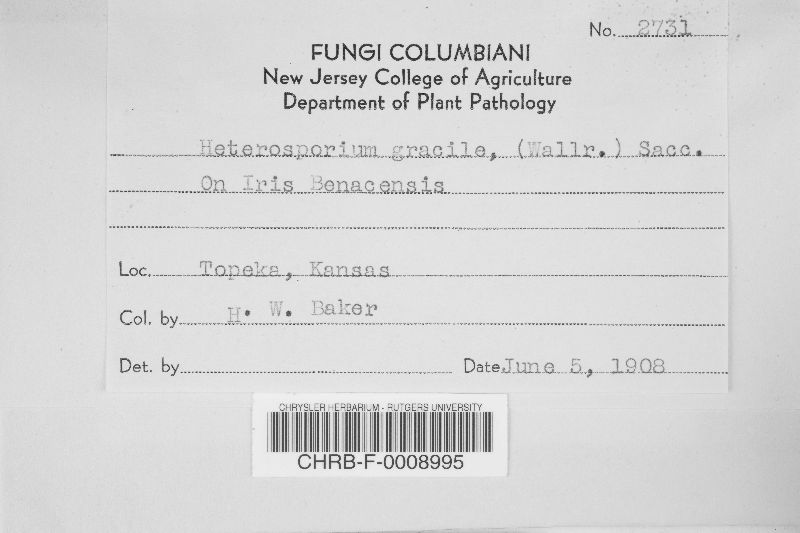 No. 2731
FUNGI COLUMBIANI
New Jersey College of Agriculture
Department of Plant Pathology
Heterosporium gracile, (Wallr.) Sacc.
On Iris Benacensis
Loc. Topeka, Kansas
Col. by H. W. Baker
Det. by
Date June 5, 1908
CHRYSLER HERBARIUM - RUTGERS UNIVERSITY
CHRB-F-0008995